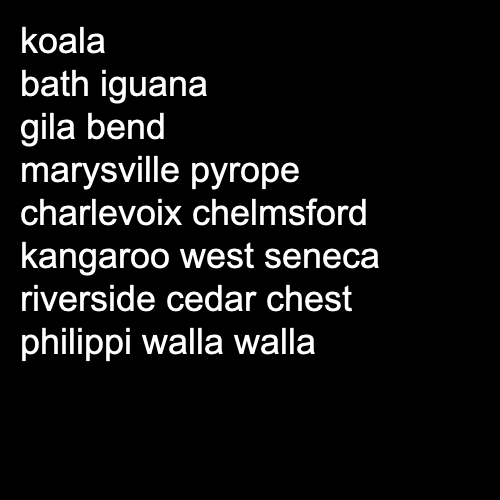 koala
bath iguana
gila bend
marysville pyrope
charlevoix chelmsford
kangaroo west seneca
riverside cedar chest
philippi walla walla